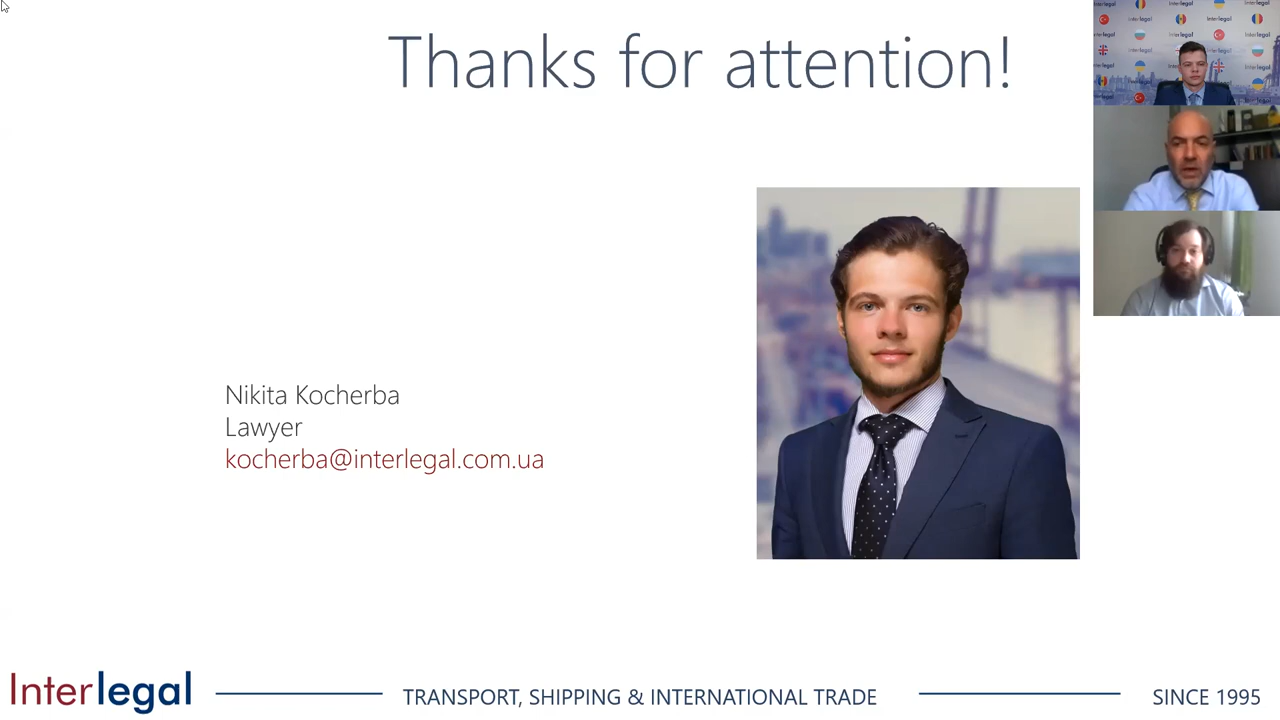 Thanks for attention!
Nikita Kocherba
Lawyer
kocherba@interlegal.com.ua
Interlegal
TRANSPORT, SHIPPING & INTERNATIONAL TRADE
SINCE 1995